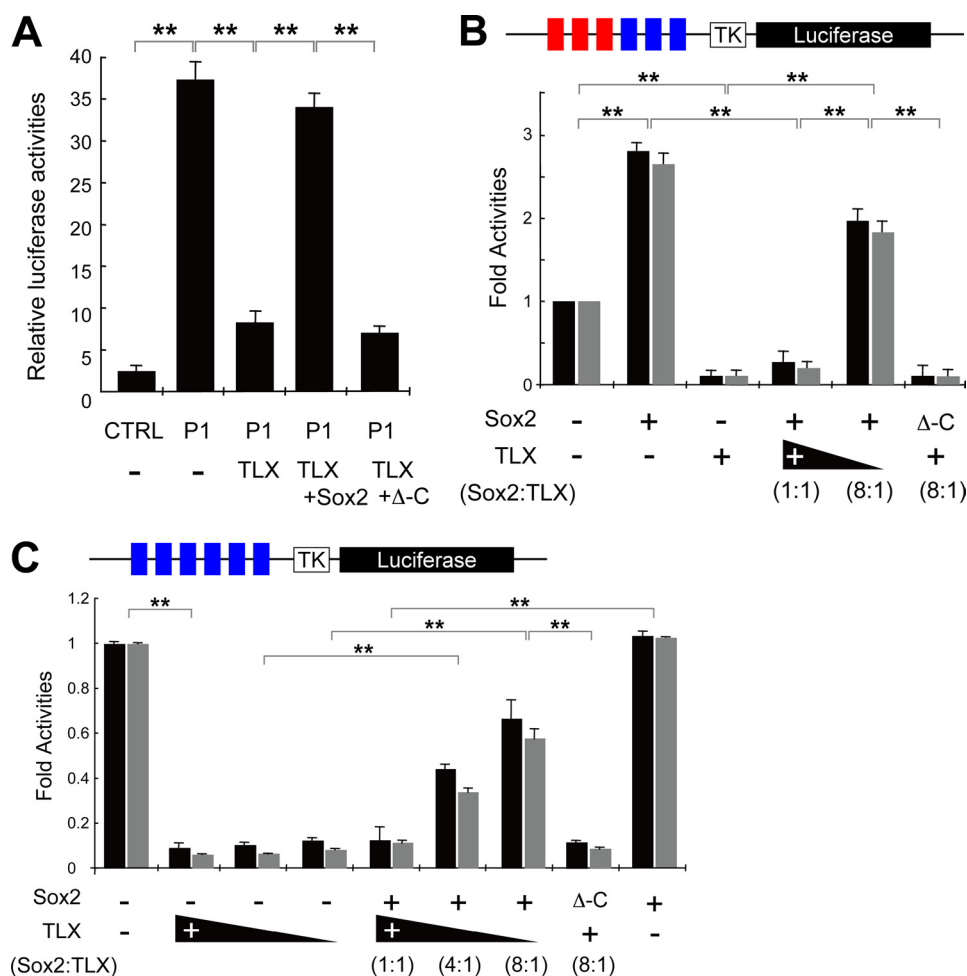 A
** ** ** **
Relative luciferase activities
40
35
30
25
20
15
10
5
0
CTRL P1 P1 P1 P1
- - TLX TLX TLX
+Sox2 +Δ-C
B
TK Luciferase
** **
** ** ** **
Fold Activities
3
2
1
0
Sox2 - + - + + Δ-C
TLX - - + + +
(Sox2:TLX) (1:1) (8:1) (8:1)
C
TK Luciferase
** **
** **
**
Fold Activities
1.2
1
0.8
0.6
0.4
0.2
0
Sox2 - - - - + + + Δ-C +
TLX - + + + -
(Sox2:TLX) (1:1) (4:1) (8:1) (8:1)